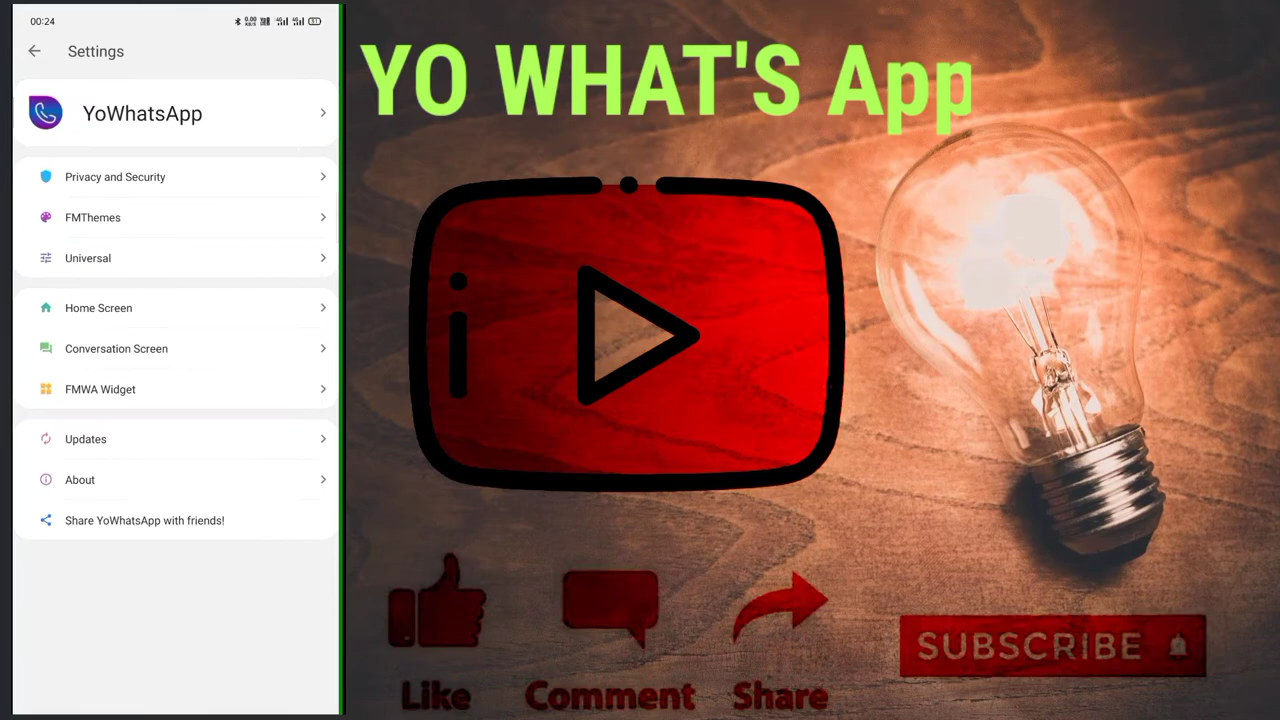 00:24
Settings
YoWhatsApp
Privacy and Security
FMThemes
Universal
Home Screen
Conversation Screen
FMWA Widget
Updates
About
Share YoWhatsApp with friends!
YO WHAT'S App
Like
Comment
Share
SUBSCRIBE